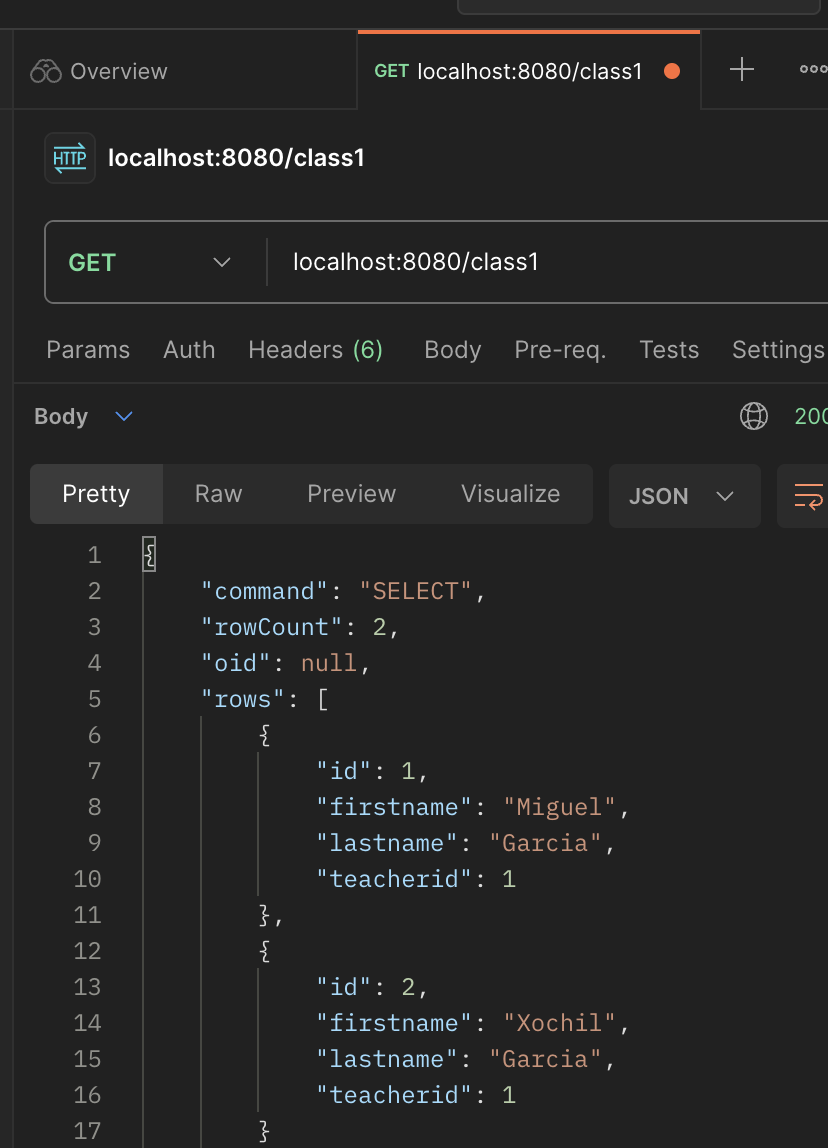 Overview
GET localhost:8080/class1
HTTP localhost:8080/class1
GET localhost:8080/class1
Params Auth Headers (6) Body Pre-req. Tests Settings
Body 200
Pretty Raw Preview Visualize JSON
1 {
2 "command": "SELECT",
3 "rowCount": 2,
4 "oid": null,
5 "rows": [
6 {
7 "id": 1,
8 "firstname": "Miguel",
9 "lastname": "Garcia",
10 "teacherid": 1
11 },
12 {
13 "id": 2,
14 "firstname": "Xochil",
15 "lastname": "Garcia",
16 "teacherid": 1
17 }